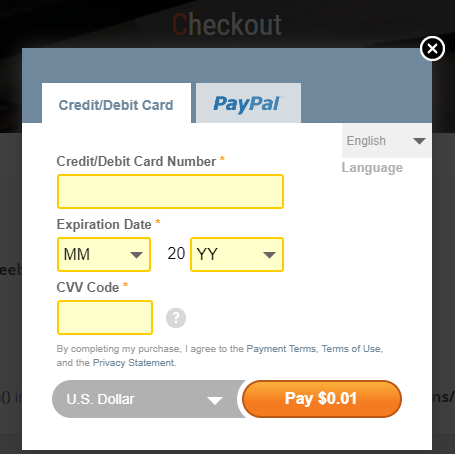 Checkout
Credit/Debit Card
PayPal
English
Language
Credit/Debit Card Number *
Expiration Date *
MM
20
YY
CVV Code *
?
By completing my purchase, I agree to the Payment Terms, Terms of Use,
and the Privacy Statement.
U.S. Dollar
Pay $0.01